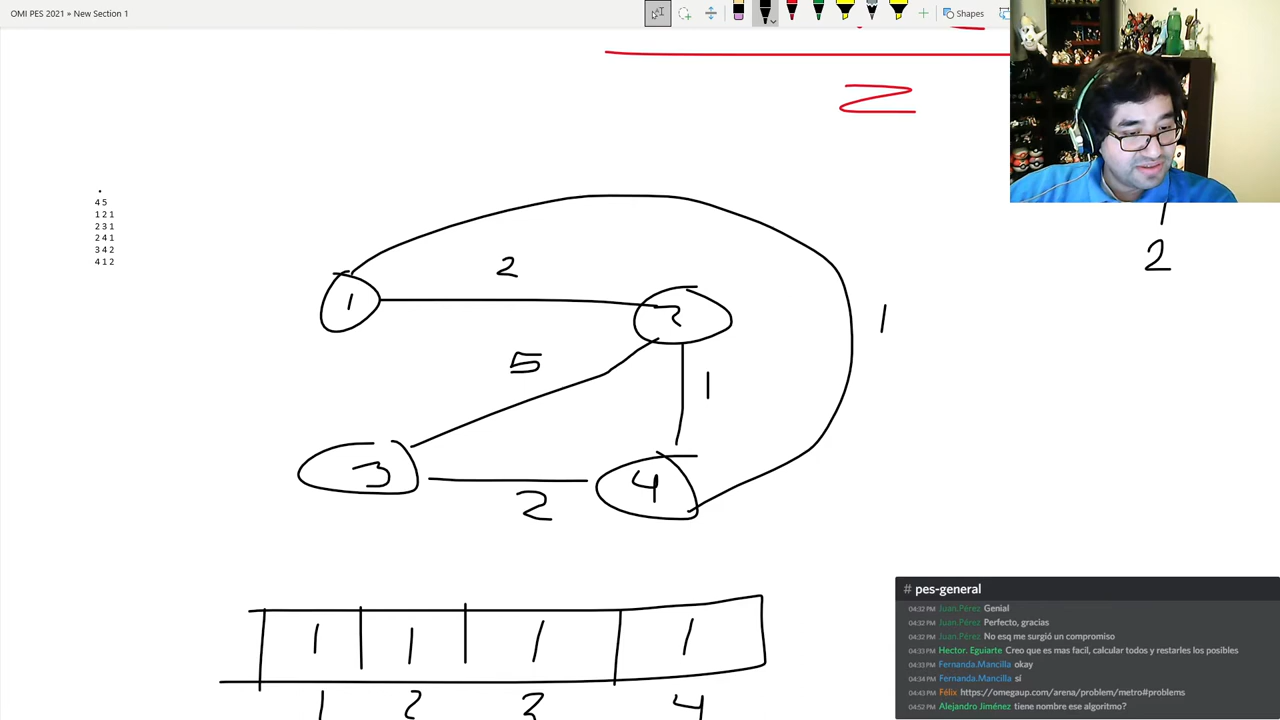 OMI PES 2021 » New Section 1
Shapes
2
4 5
1 2 1
2 3 1
2 4 1
3 4 2
4 1 2
1
2
2
1
2
1
5
1
3
4
2
1 1 1 1
1 2 3 4
# pes-general
04:32 PM Juan.Pérez Genial
04:32 PM Juan.Pérez Perfecto, gracias
04:32 PM Juan.Pérez No esq me surgió un compromiso
04:33 PM Hector. Eguiarte Creo que es mas facil, calcular todos y restarles los posibles
04:33 PM Fernanda.Mancilla okay
04:34 PM Fernanda.Mancilla sí
04:43 PM Félix https://omegaup.com/arena/problem/metro#problems
04:52 PM Alejandro Jiménez tiene nombre ese algoritmo?